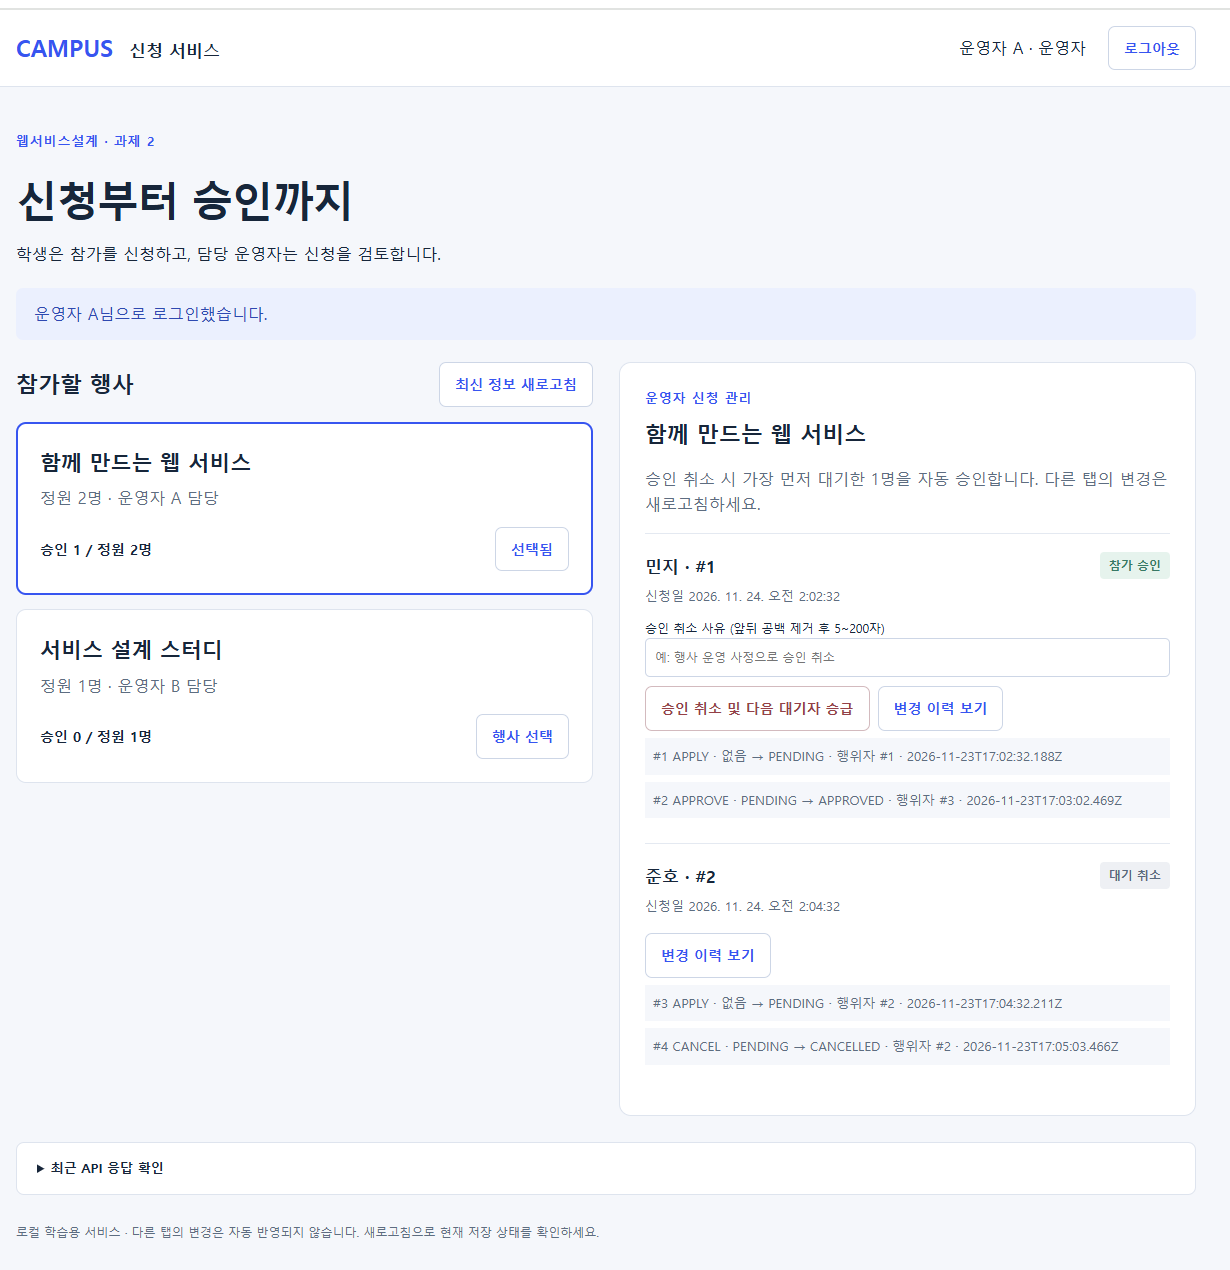 CAMPUS 신청 서비스
운영자 A · 운영자
로그아웃
웹서비스설계 · 과제 2
신청부터 승인까지
학생은 참가를 신청하고, 담당 운영자는 신청을 검토합니다.
운영자 A님으로 로그인했습니다.
참가할 행사
최신 정보 새로고침
함께 만드는 웹 서비스
정원 2명 · 운영자 A 담당
승인 1 / 정원 2명
선택됨
서비스 설계 스터디
정원 1명 · 운영자 B 담당
승인 0 / 정원 1명
행사 선택
운영자 신청 관리
함께 만드는 웹 서비스
승인 취소 시 가장 먼저 대기한 1명을 자동 승인합니다. 다른 탭의 변경은
새로고침하세요.
민지 · #1
참가 승인
신청일 2026. 11. 24. 오전 2:02:32
승인 취소 사유 (앞뒤 공백 제거 후 5~200자)
예: 행사 운영 사정으로 승인 취소
승인 취소 및 다음 대기자 승급
변경 이력 보기
#1 APPLY · 없음 → PENDING · 행위자 #1 · 2026-11-23T17:02:32.188Z
#2 APPROVE · PENDING → APPROVED · 행위자 #3 · 2026-11-23T17:03:02.469Z
준호 · #2
대기 취소
신청일 2026. 11. 24. 오전 2:04:32
변경 이력 보기
#3 APPLY · 없음 → PENDING · 행위자 #2 · 2026-11-23T17:04:32.211Z
#4 CANCEL · PENDING → CANCELLED · 행위자 #2 · 2026-11-23T17:05:03.466Z
▶ 최근 API 응답 확인
로컬 학습용 서비스 · 다른 탭의 변경은 자동 반영되지 않습니다. 새로고침으로 현재 저장 상태를 확인하세요.